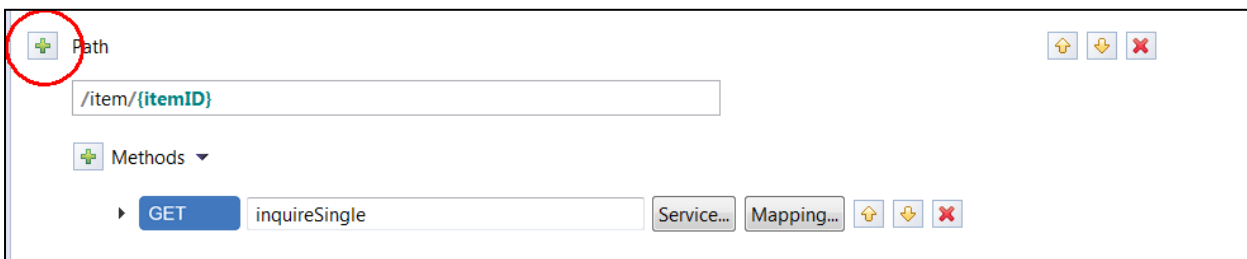 Path
/item/{itemID}
Methods
GET inquireSingle Service... Mapping...